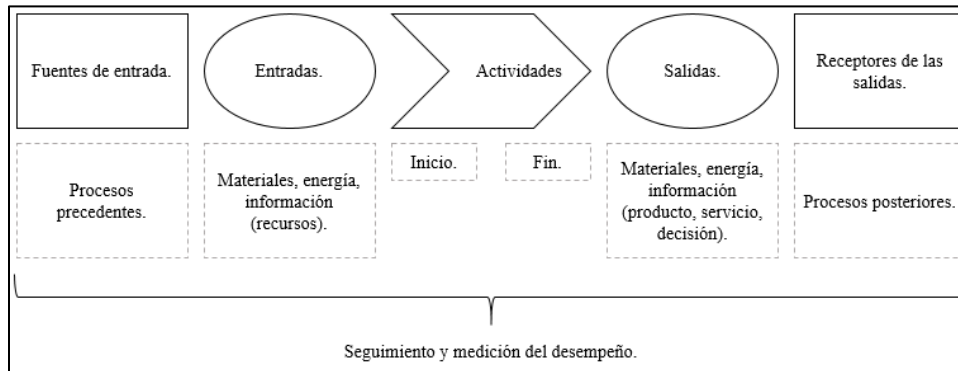 Fuentes de entrada.
Entradas.
Actividades
Salidas.
Receptores de las
salidas.
Procesos
precedentes.
Materiales, energía,
información
(recursos).
Inicio.
Fin.
Materiales, energía,
información
(producto, servicio,
decisión).
Procesos posteriores.
Seguimiento y medición del desempeño.